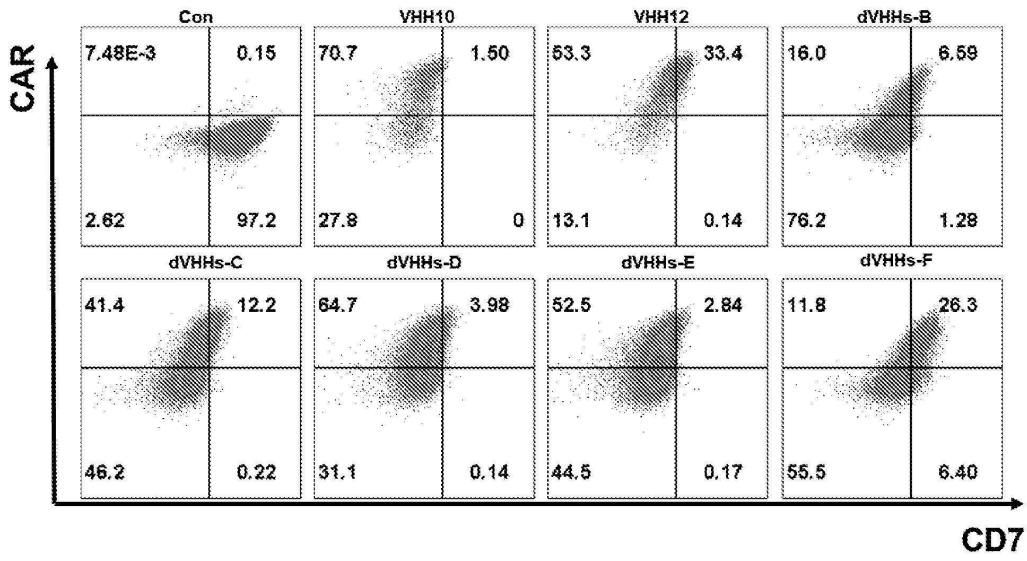 Con VHH10 VHH12 dVHHs-B
7.48E-3 0.15 70.7 1.50 53.3 33.4 16.0 6.59
CAR
2.62 97.2 27.8 0 13.1 0.14 76.2 1.28
dVHHs-C dVHHs-D dVHHs-E dVHHs-F
41.4 12.2 64.7 3.98 52.5 2.84 11.8 26.3
46.2 0.22 31.1 0.14 44.5 0.17 55.5 6.40
CD7